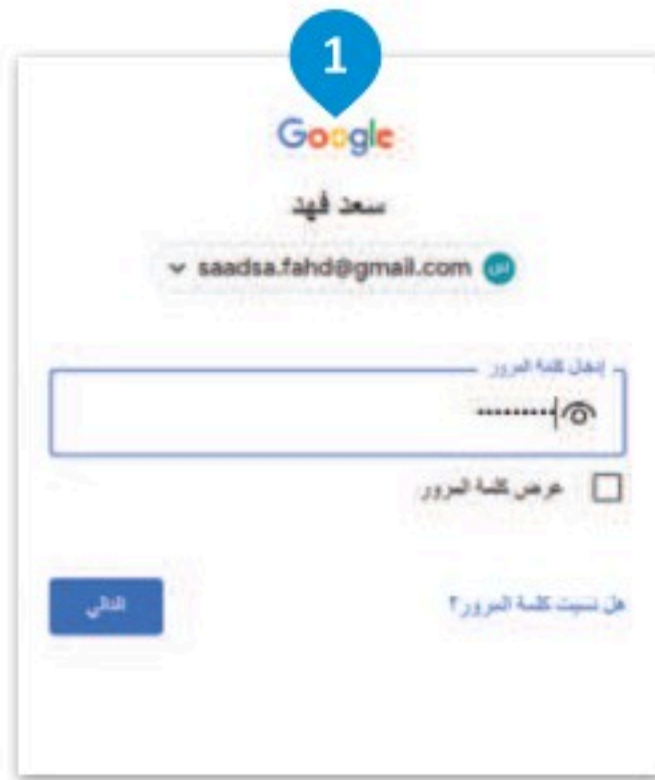 1
Google
سعد فهد
saadsa.fahd@gmail.com
إدخال كلمة المرور
عرض كلمة المرور
هل نسيت كلمة المرور؟
التالي